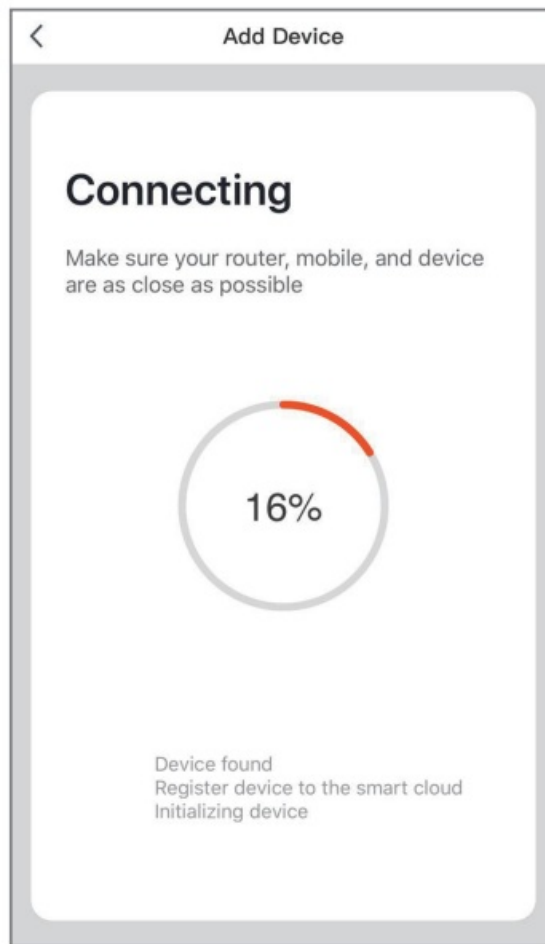 Add Device
Connecting
Make sure your router, mobile, and device
are as close as possible
16%
Device found
Register device to the smart cloud
Initializing device